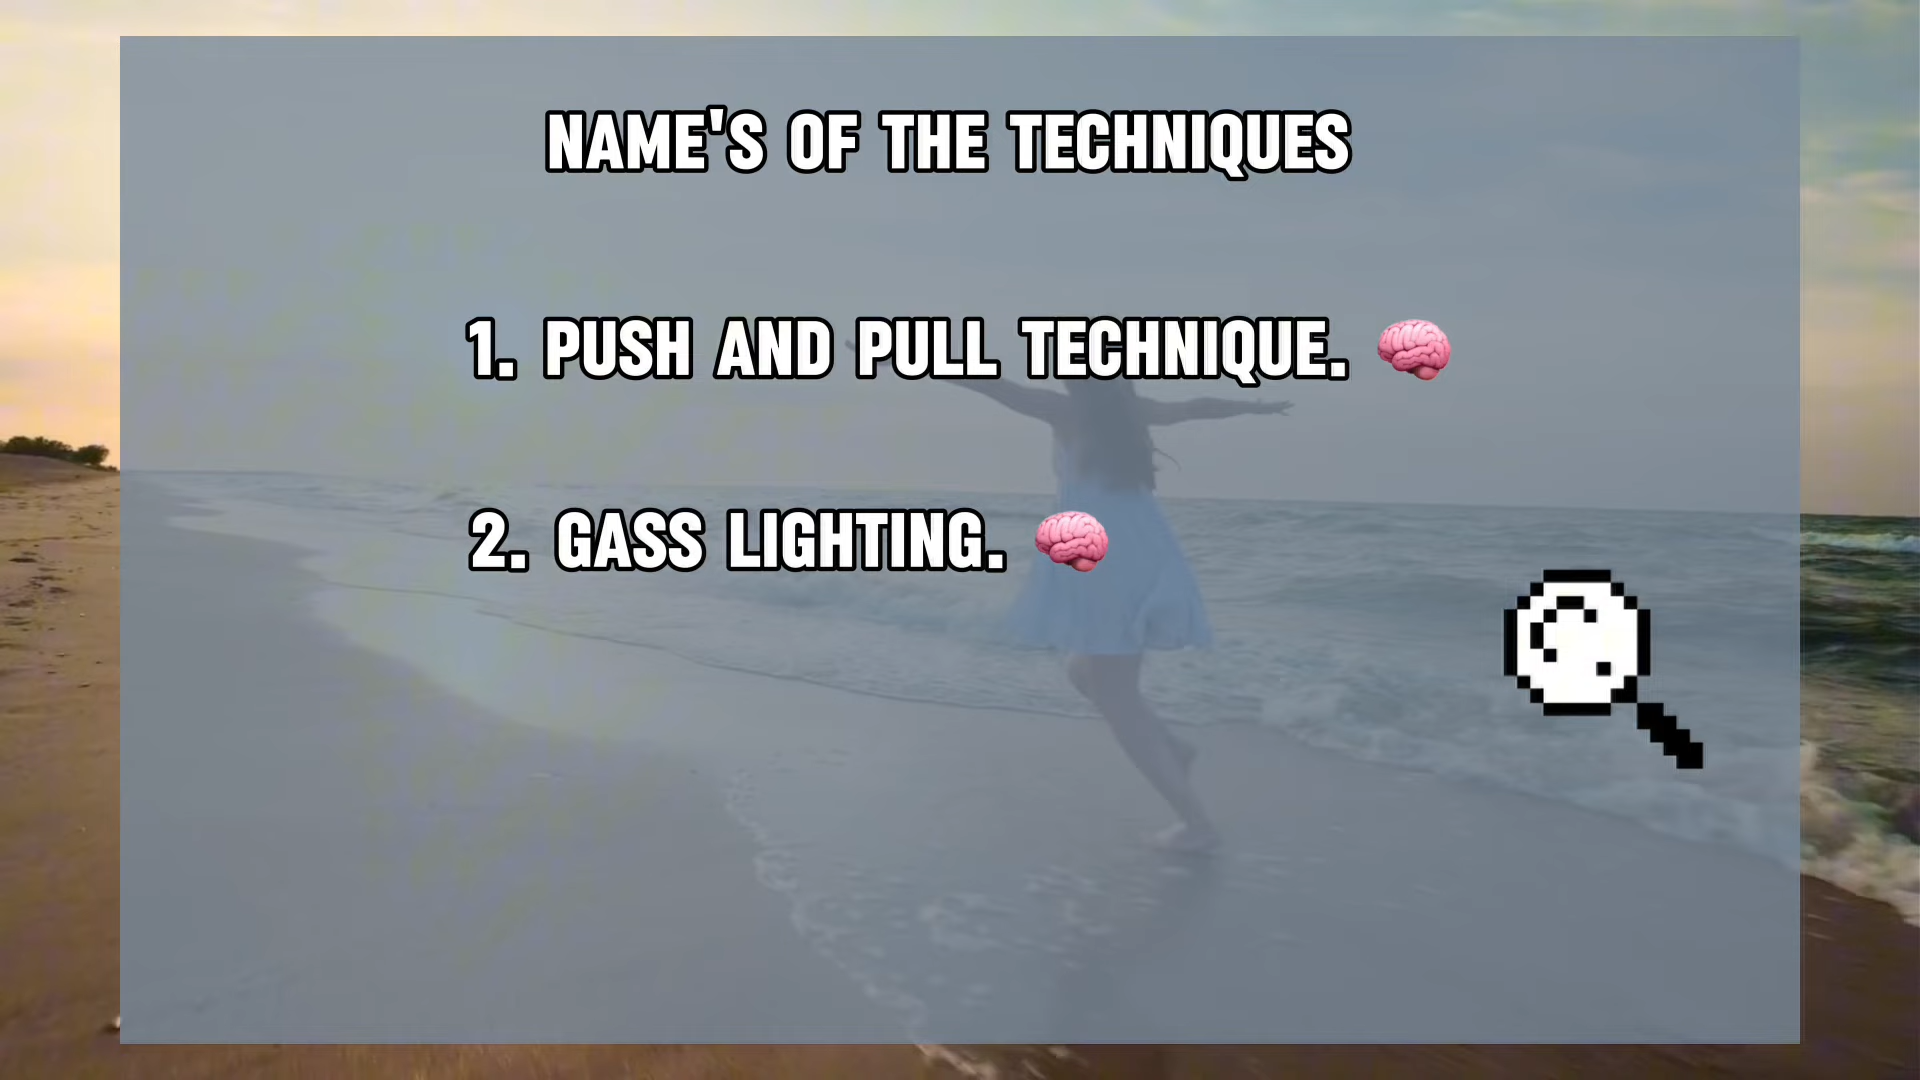 NAME'S OF THE TECHNIQUES
1. PUSH AND PULL TECHNIQUE. 🧠
2. GASS LIGHTING. 🧠